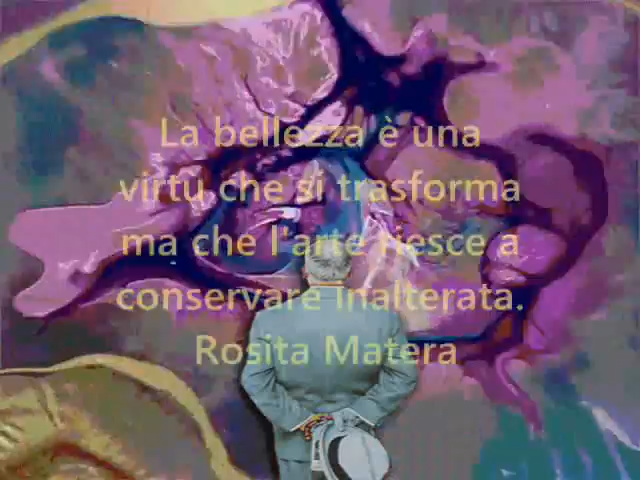 La bellezza è una
virtù che si trasforma
ma che l'arte riesce a
conservare inalterata.
Rosita Matera